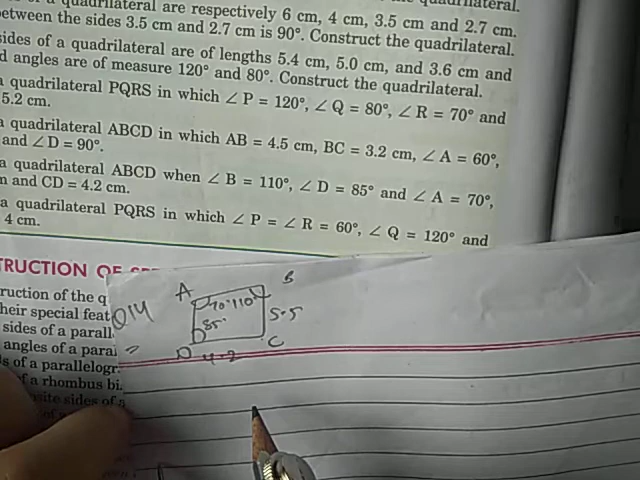 quadrilateral are respectively 6 cm, 4 cm, 3.5 cm and 2.7 cm.
between the sides 3.5 cm and 2.7 cm is 90°. Construct the quadrilateral.
sides of a quadrilateral are of lengths 5.4 cm, 5.0 cm, and 3.6 cm and
angles are of measure 120° and 80°. Construct the quadrilateral.
a quadrilateral PQRS in which ∠ P = 120°, ∠ Q = 80°, ∠ R = 70° and
5.2 cm.
a quadrilateral ABCD in which AB = 4.5 cm, BC = 3.2 cm, ∠ A = 60°,
and ∠ D = 90°.
a quadrilateral ABCD when ∠ B = 110°, ∠ D = 85° and ∠ A = 70°,
and CD = 4.2 cm.
a quadrilateral PQRS in which ∠ P = ∠ R = 60°, ∠ Q = 120° and
4 cm.
TRUCTION OF
ruction of the q
heir special feat
sides of a parall
angles of a paral
s of a parallelogr
f a rhombus bi
site sides of a
Q14
A B
70° 110°
5.5
85°
D C
4.2